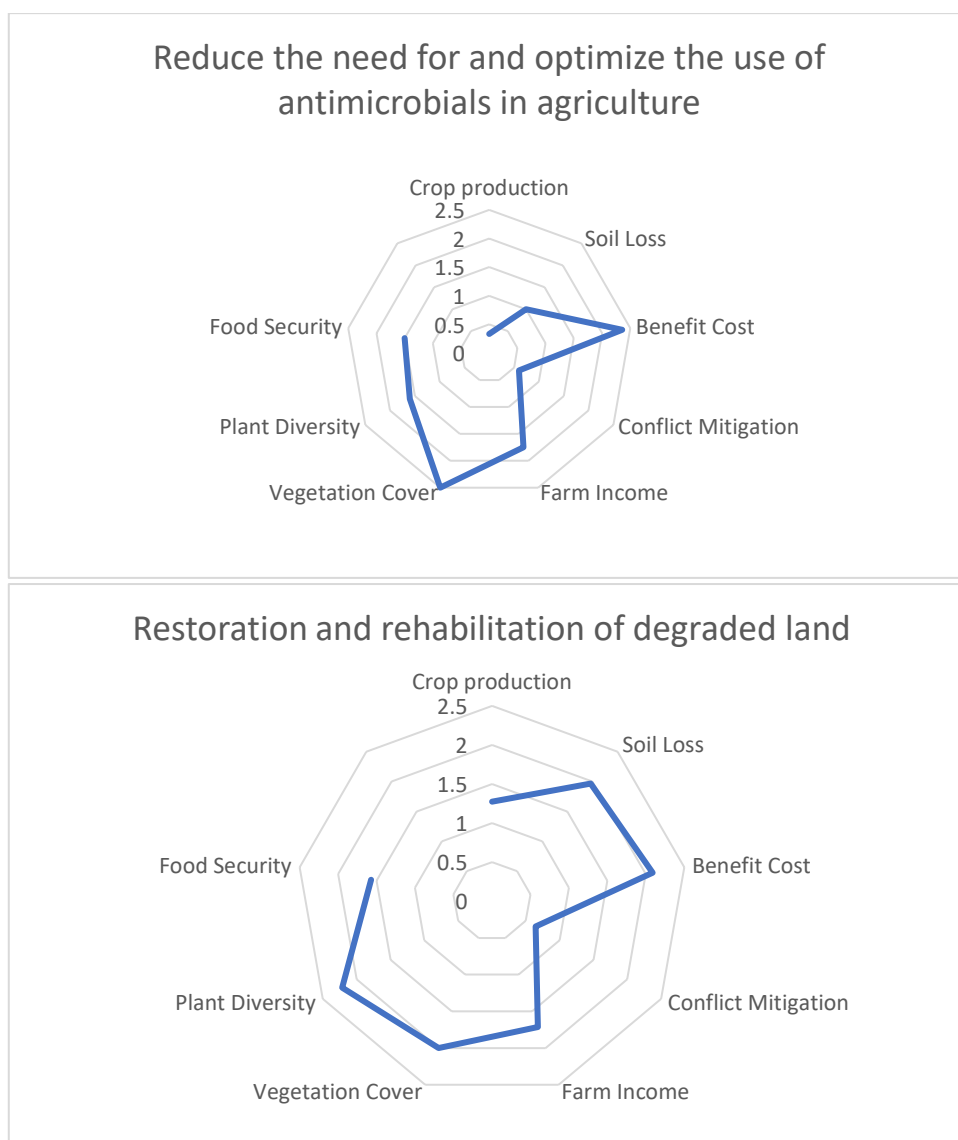 Reduce the need for and optimize the use of
antimicrobials in agriculture
Crop production
2.5
2
1.5
1
0.5
0
Soil Loss
Benefit Cost
Conflict Mitigation
Farm Income
Vegetation Cover
Plant Diversity
Food Security
Restoration and rehabilitation of degraded land
Crop production
2.5
2
1.5
1
0.5
0
Soil Loss
Benefit Cost
Conflict Mitigation
Farm Income
Vegetation Cover
Plant Diversity
Food Security